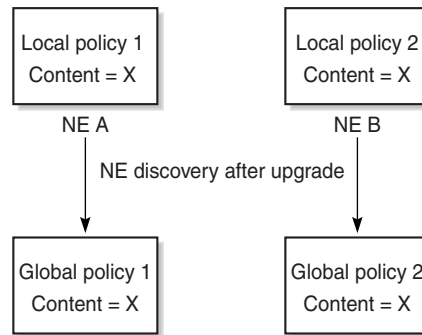 Local policy 1
Content = X
Local policy 2
Content = X
NE A
NE B
NE discovery after upgrade
Global policy 1
Content = X
Global policy 2
Content = X